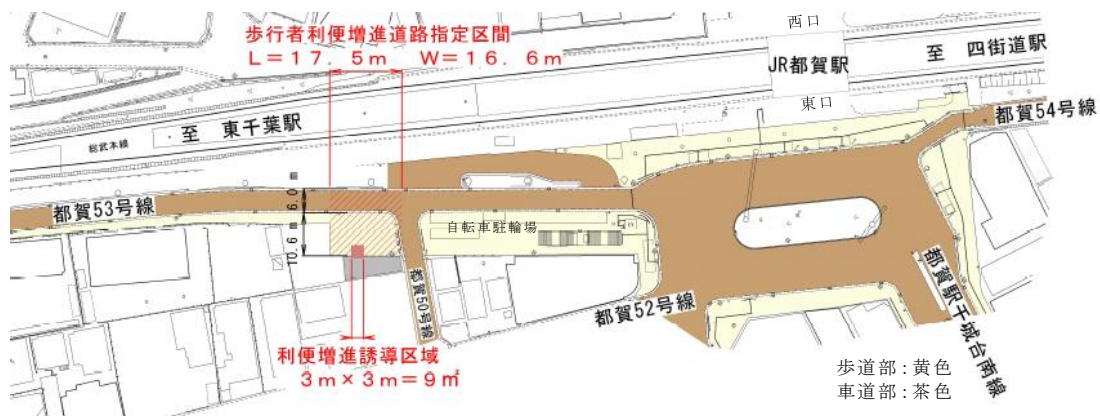 西口
歩行者利便増進道路指定区間
L=17.5m W=16.6m
JR都賀駅
至 四街道駅
東口
都賀54号線
至 東千葉駅
総武本線
都賀53号線
6.0m
10.6m
自転車駐輪場
都賀50号線
都賀52号線
都賀駅千城台南線
利便増進誘導区域
3m×3m=9㎡
歩道部:黄色
車道部:茶色